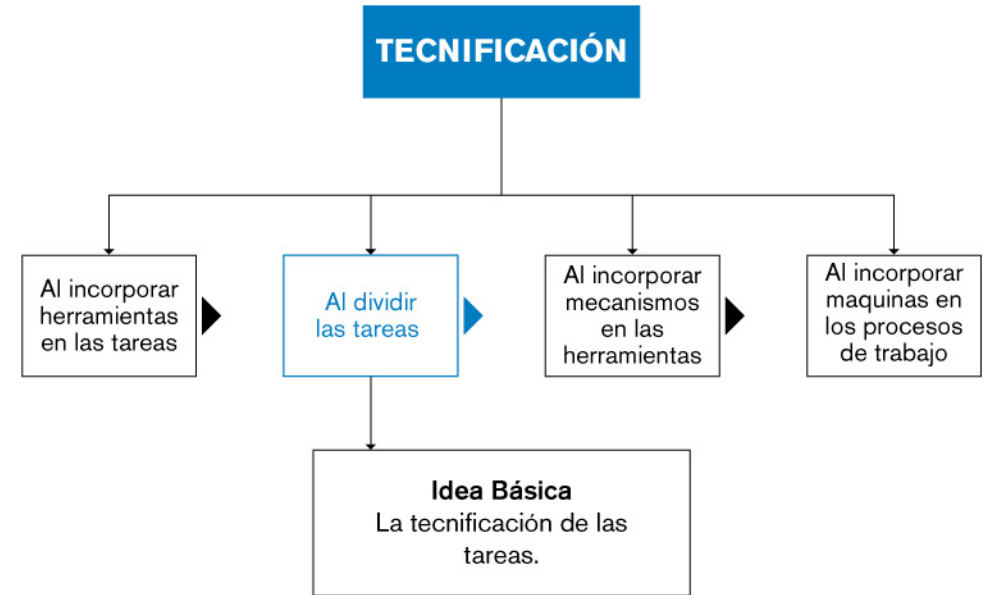 TECNIFICACIÓN
Al incorporar
herramientas
en las tareas
Al dividir
las tareas
Al incorporar
mecanismos
en las
herramientas
Al incorporar
maquinas en
los procesos
de trabajo
Idea Básica
La tecnificación de las
tareas.